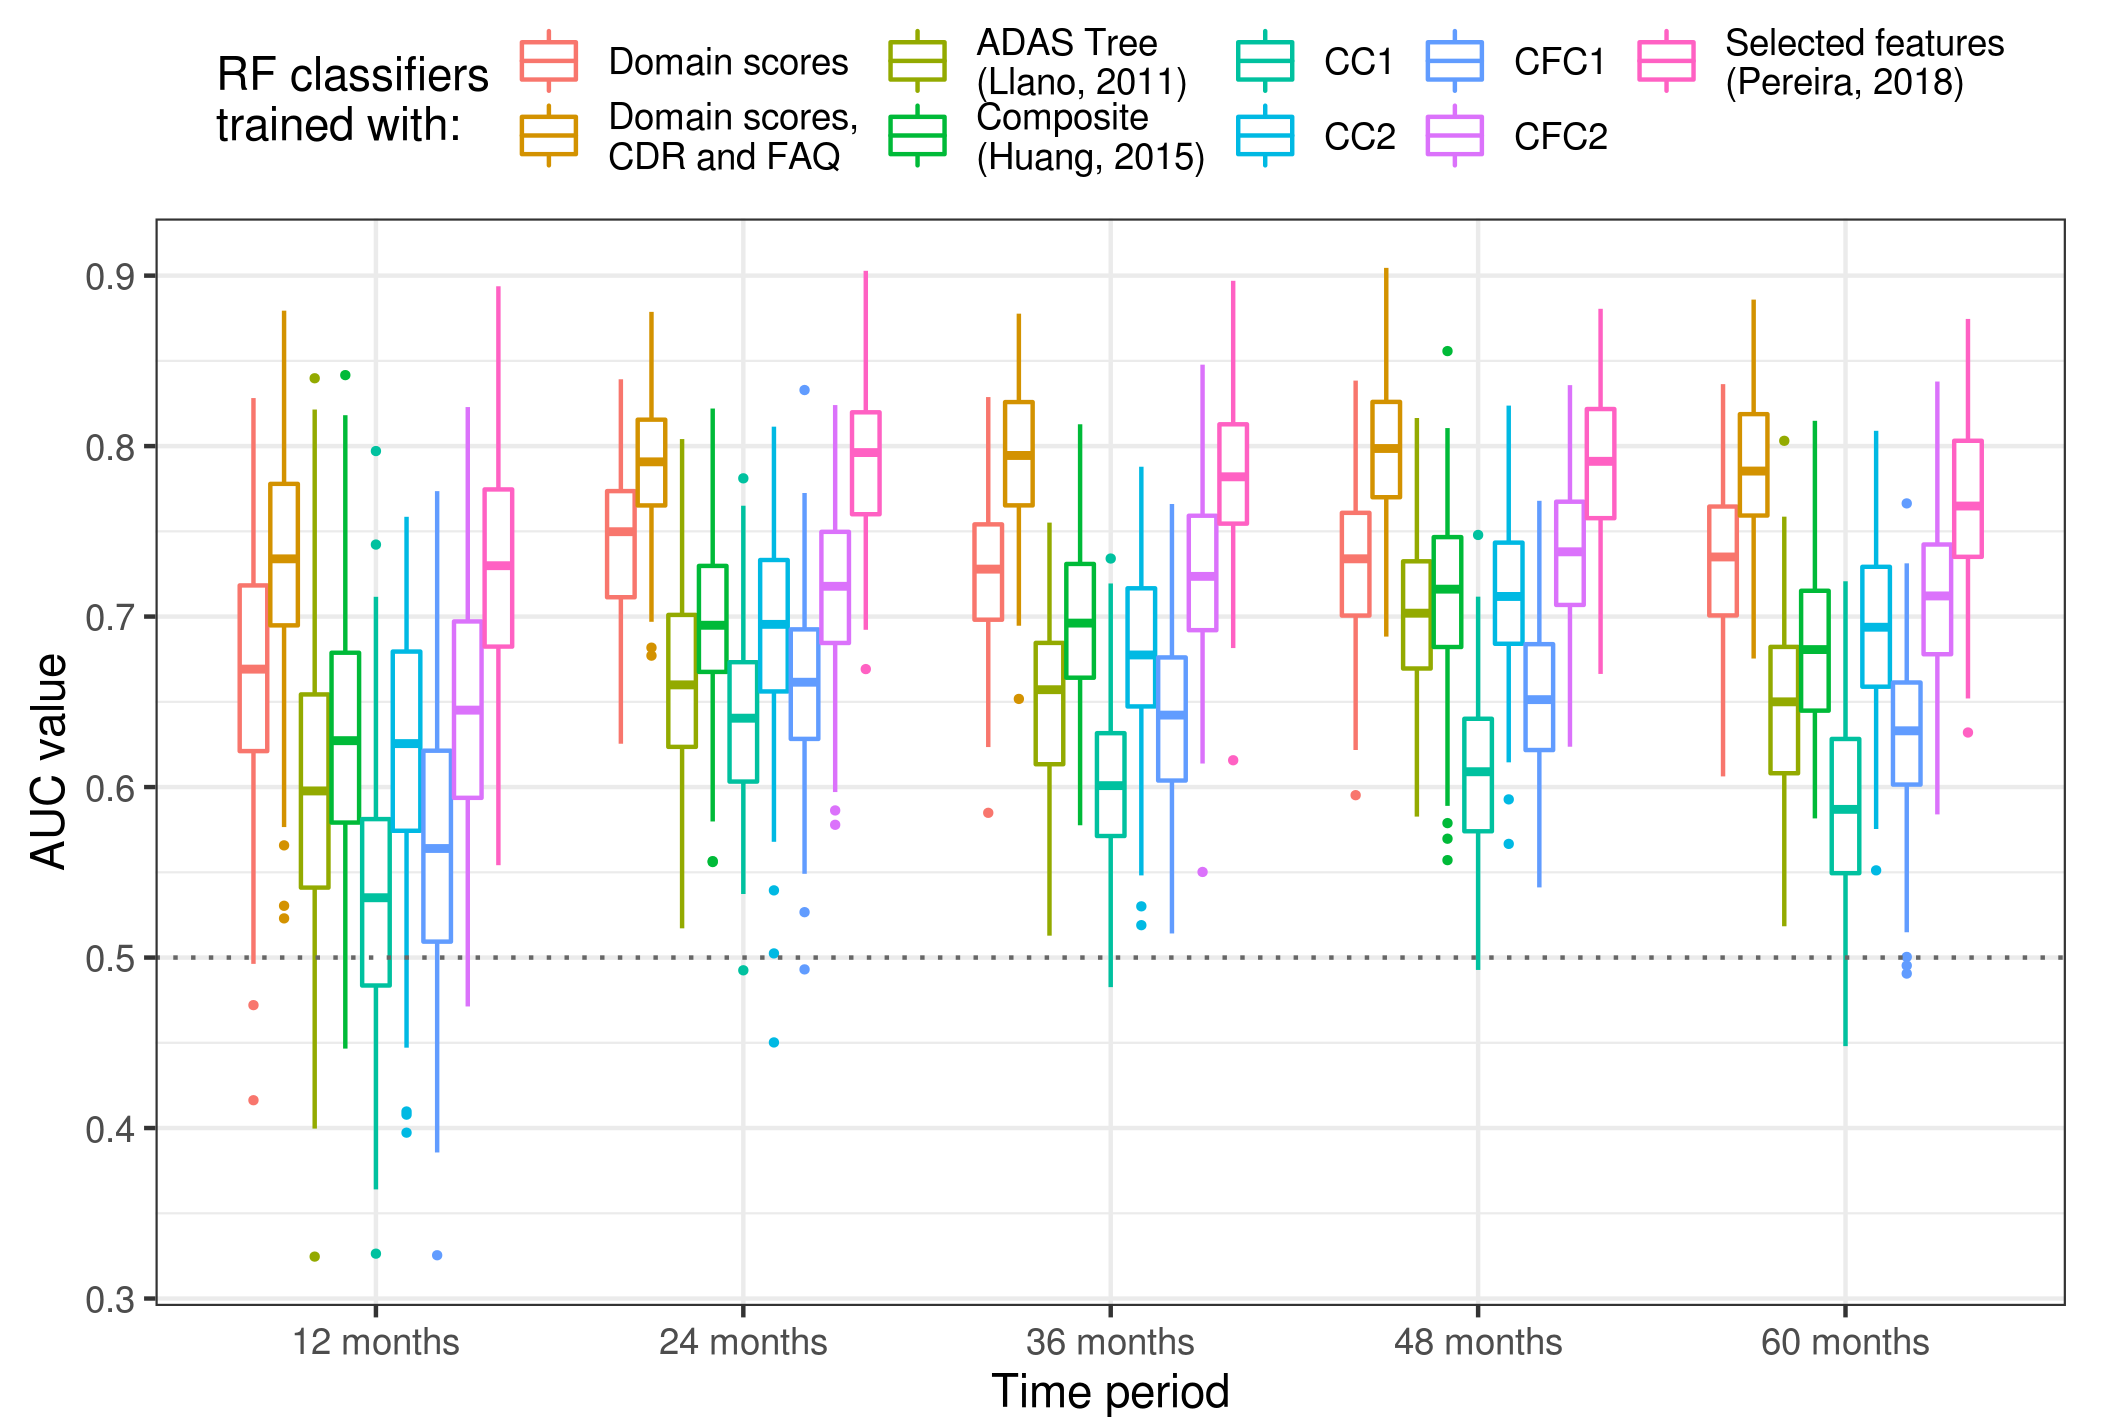 RF classifiers
trained with:
Domain scores
Domain scores,
CDR and FAQ
ADAS Tree
(Llano, 2011)
Composite
(Huang, 2015)
CC1
CC2
CFC1
CFC2
Selected features
(Pereira, 2018)
AUC value
0.9
0.8
0.7
0.6
0.5
0.4
0.3
12 months
24 months
36 months
48 months
60 months
Time period